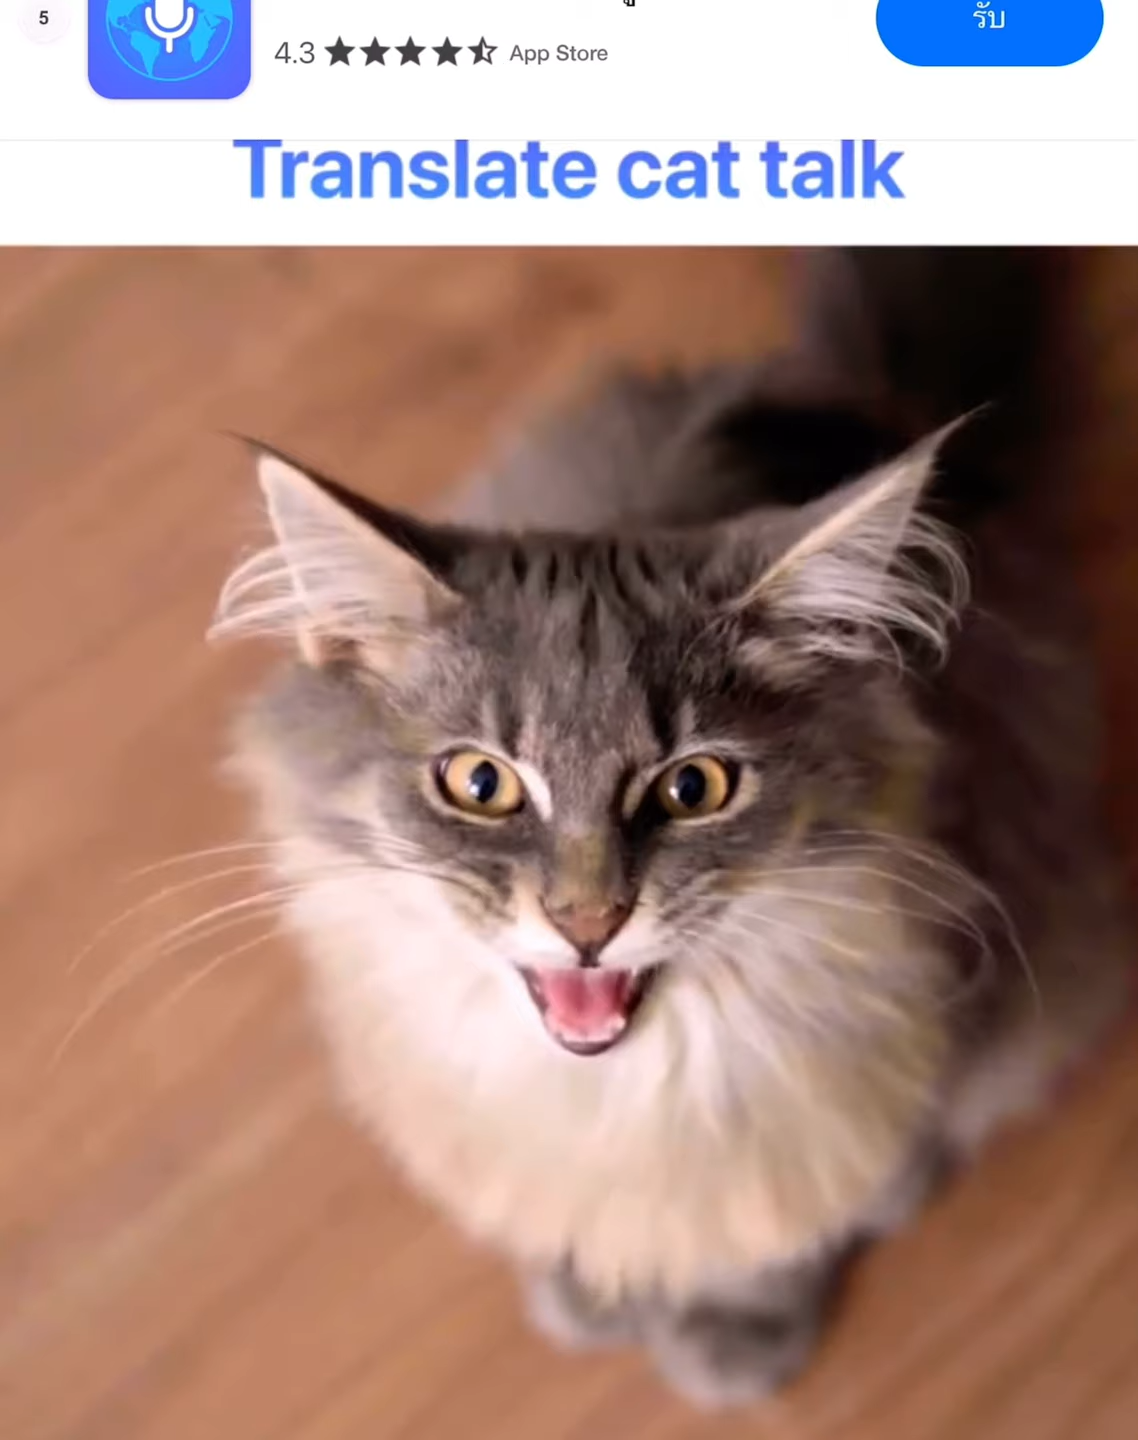 5
รับ
4.3 App Store
Translate cat talk